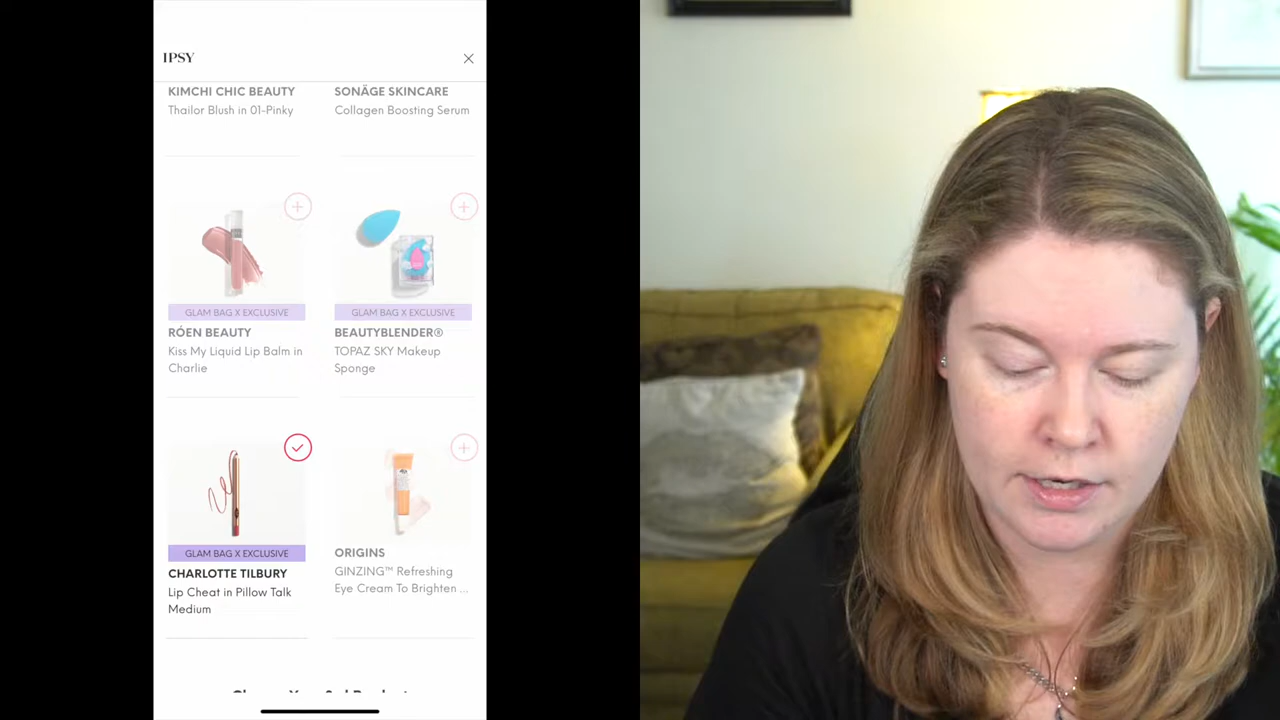 IPSY
KIMCHI CHIC BEAUTY
Thailor Blush in 01-Pinky
SONÄGE SKINCARE
Collagen Boosting Serum
GLAM BAG X EXCLUSIVE
RÓEN BEAUTY
Kiss My Liquid Lip Balm in
Charlie
GLAM BAG X EXCLUSIVE
BEAUTYBLENDER®
TOPAZ SKY Makeup
Sponge
GLAM BAG X EXCLUSIVE
CHARLOTTE TILBURY
Lip Cheat in Pillow Talk
Medium
ORIGINS
GINZING™ Refreshing
Eye Cream To Brighten ...